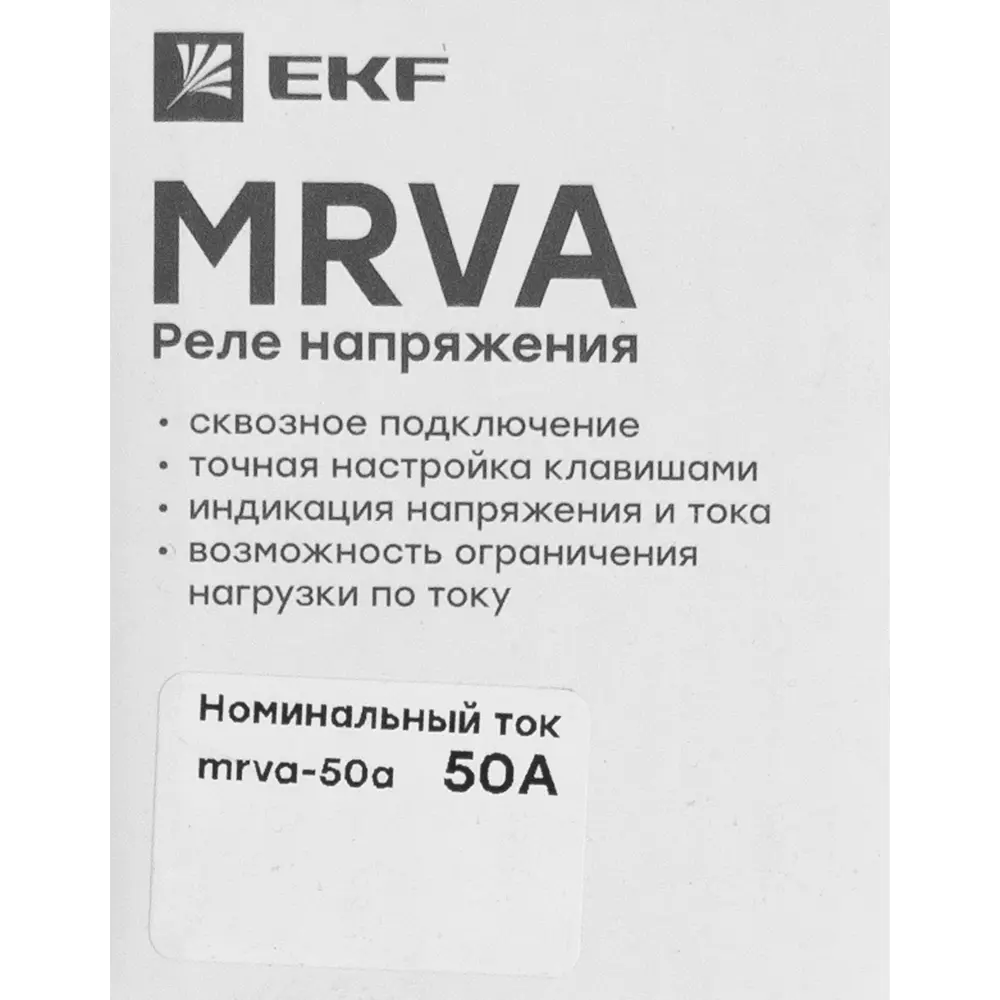 EKF
MRVA
Реле напряжения
• сквозное подключение
• точная настройка клавишами
• индикация напряжения и тока
• возможность ограничения
нагрузки по току
Номинальный ток
mrva-50a 50A